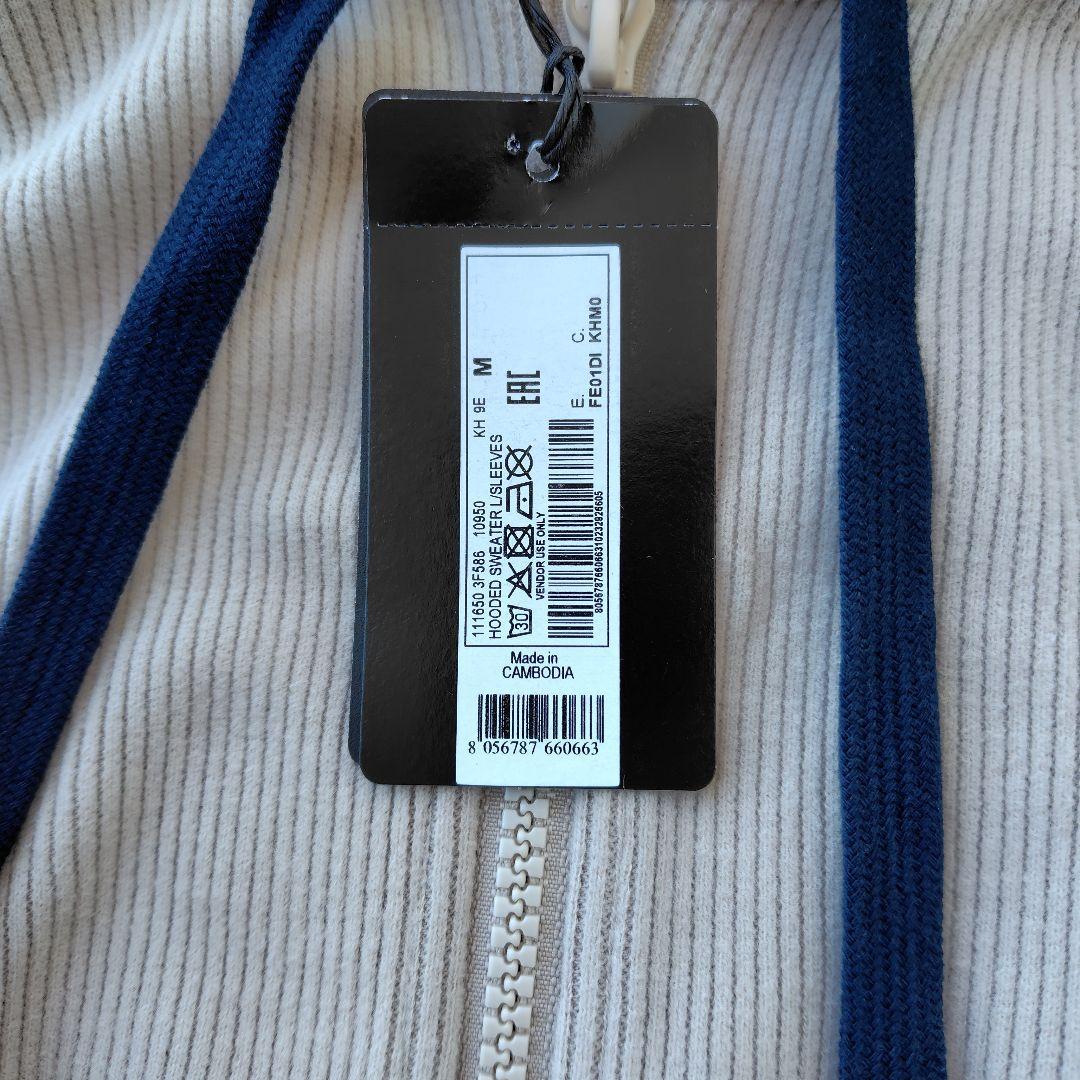 111650 3F586 10950 KH 9E M
HOODED SWEATER L/SLEEVES
30
EAC
VENDOR USE ONLY
805678766066310232926605
E. C.
FE01DI KHM0
Made in
CAMBODIA
8 056787 660663